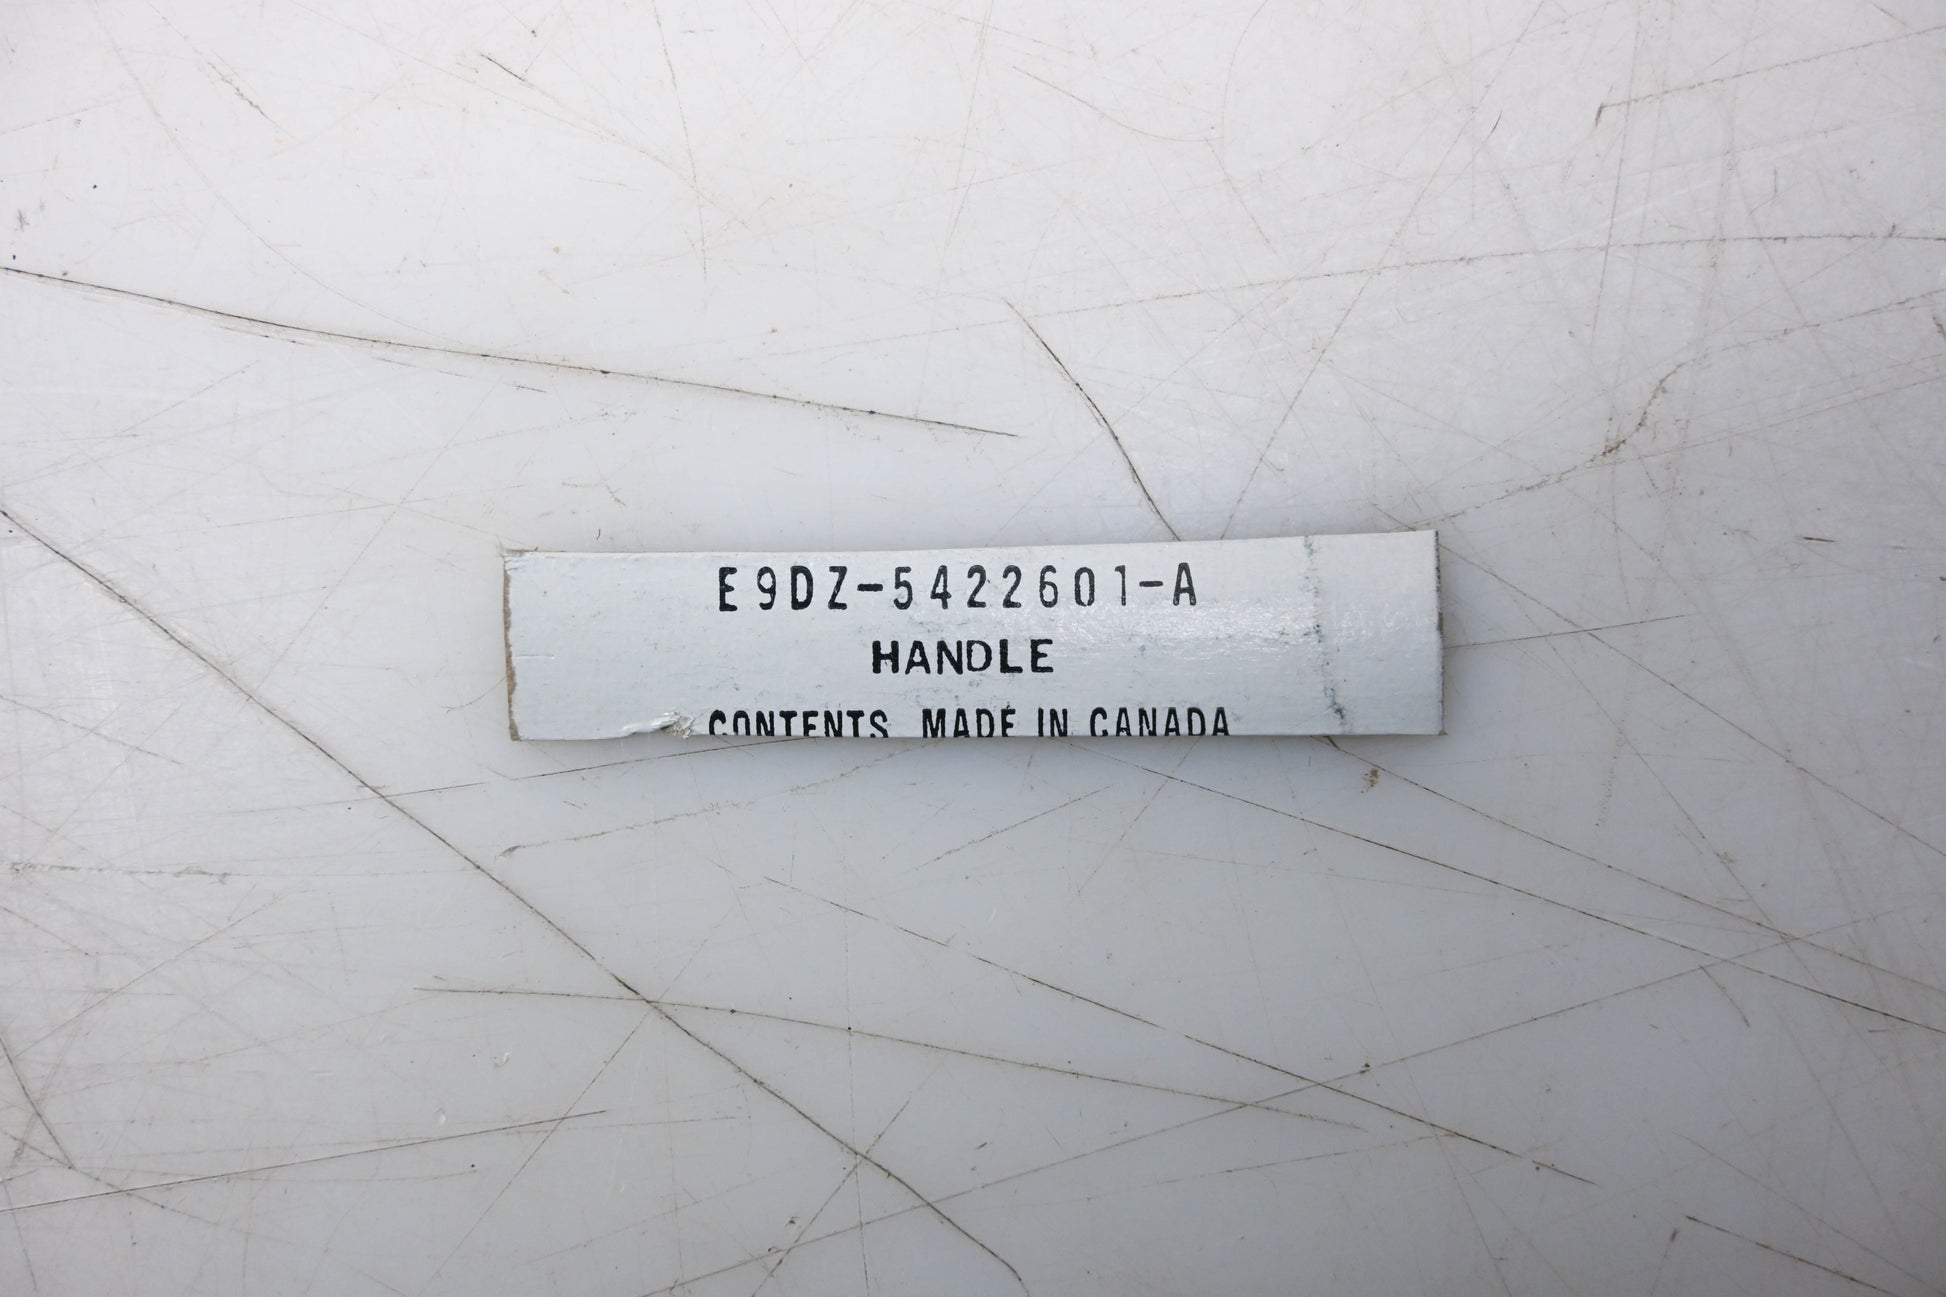 E9DZ-5422601-A
HANDLE
CONTENTS MADE IN CANADA